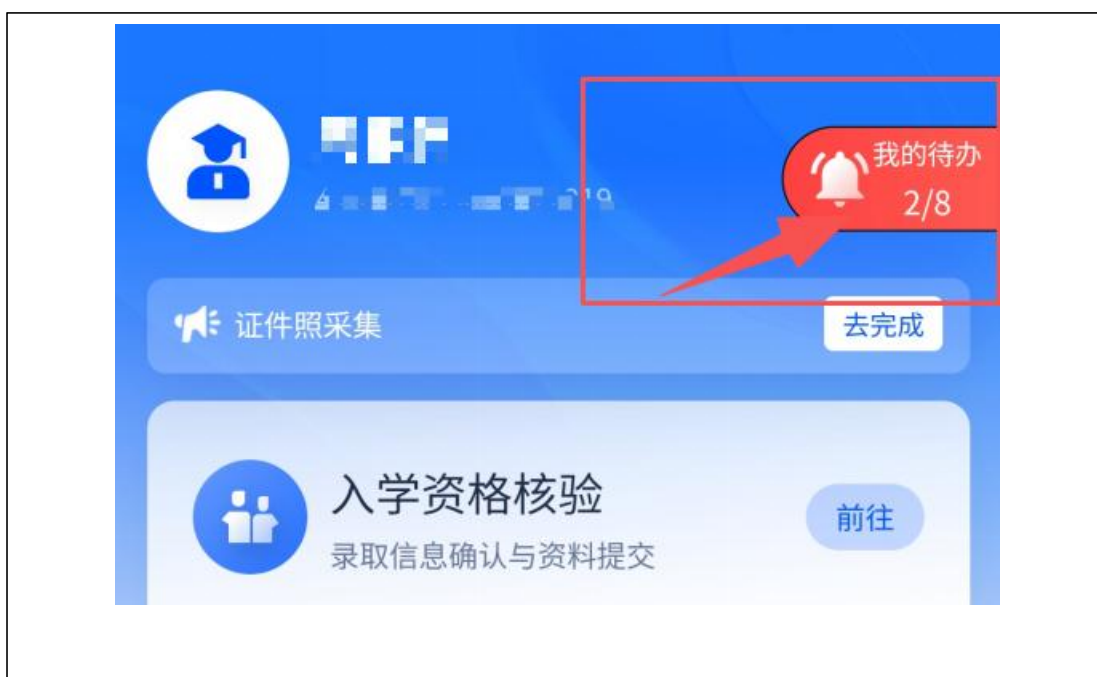 我的待办
2/8
证件照采集
去完成
入学资格核验
前往
录取信息确认与资料提交